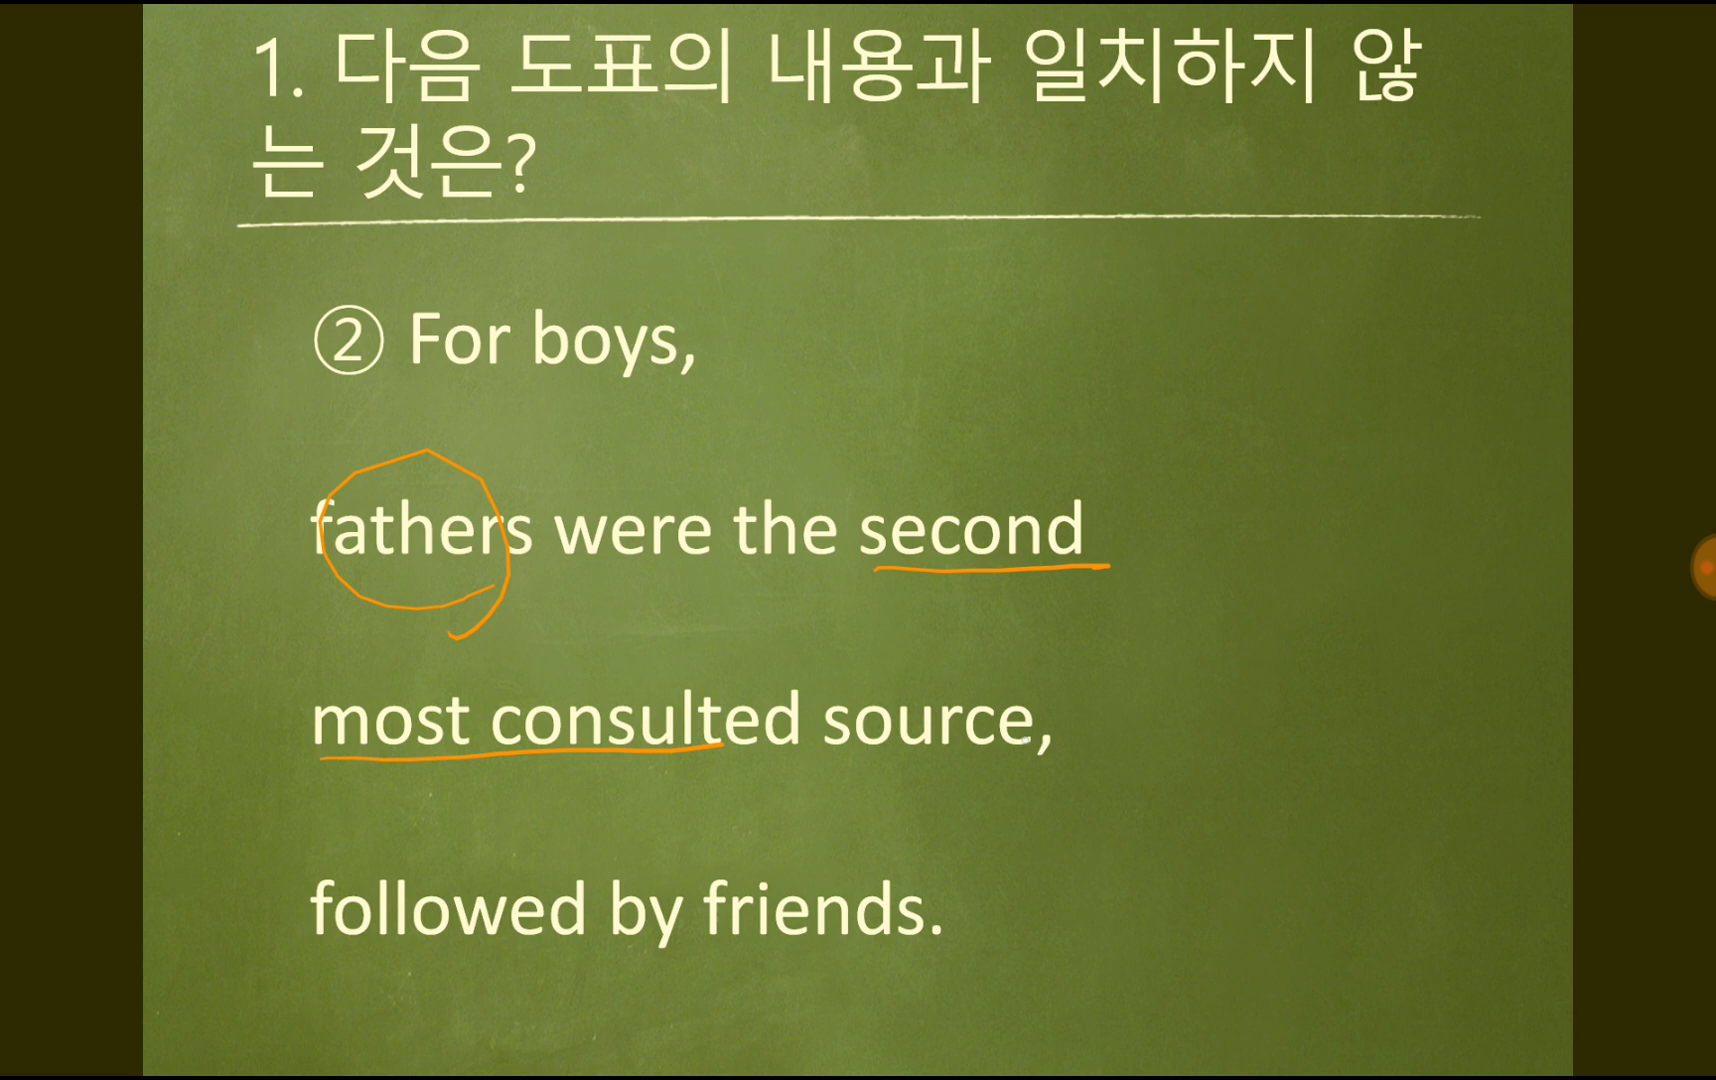 1. 다음 도표의 내용과 일치하지 않
는 것은?
② For boys,
fathers were the second
most consulted source,
followed by friends.